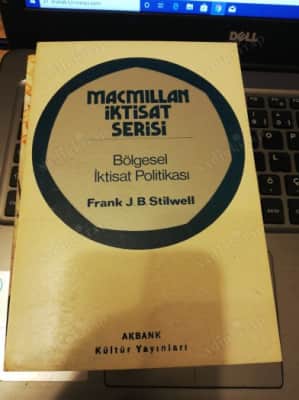 DELL
MACMILLAN
İKTİSAT
SERİSİ
Bölgesel
İktisat Politikası
Frank J. B. Stilwell
AKBANK
Kültür Yayınları